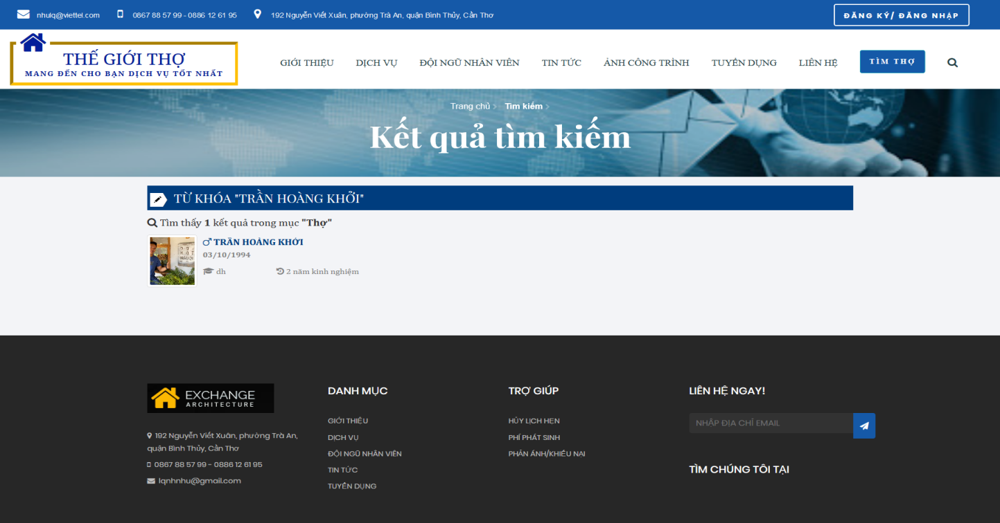 nhulq@viettel.com
0867 88 57 99 - 0886 12 61 95
192 Nguyễn Viết Xuân, phường Trà An, quận Bình Thủy, Cần Thơ
ĐĂNG KÝ/ ĐĂNG NHẬP
THẾ GIỚI THỢ
MANG ĐẾN CHO BẠN DỊCH VỤ TỐT NHẤT
GIỚI THIỆU
DỊCH VỤ
ĐỘI NGŨ NHÂN VIÊN
TIN TỨC
ẢNH CÔNG TRÌNH
TUYỂN DỤNG
LIÊN HỆ
TÌM THỢ
Trang chủ > Tìm kiếm >
Kết quả tìm kiếm
TỪ KHÓA "TRẦN HOÀNG KHỞI"
Tìm thấy 1 kết quả trong mục "Thợ"
TRẦN HOÀNG KHỞI
03/10/1994
dh
2 năm kinh nghiệm
EXCHANGE
ARCHITECTURE
192 Nguyễn Viết Xuân, phường Trà An,
quận Bình Thủy, Cần Thơ
0867 88 57 99 - 0886 12 61 95
lqnhnhu@gmail.com
DANH MỤC
GIỚI THIỆU
DỊCH VỤ
ĐỘI NGŨ NHÂN VIÊN
TIN TỨC
TUYỂN DỤNG
TRỢ GIÚP
HỦY LỊCH HẸN
PHÍ PHÁT SINH
PHẢN ÁNH/KHIẾU NẠI
LIÊN HỆ NGAY!
NHẬP ĐỊA CHỈ EMAIL
TÌM CHÚNG TÔI TẠI